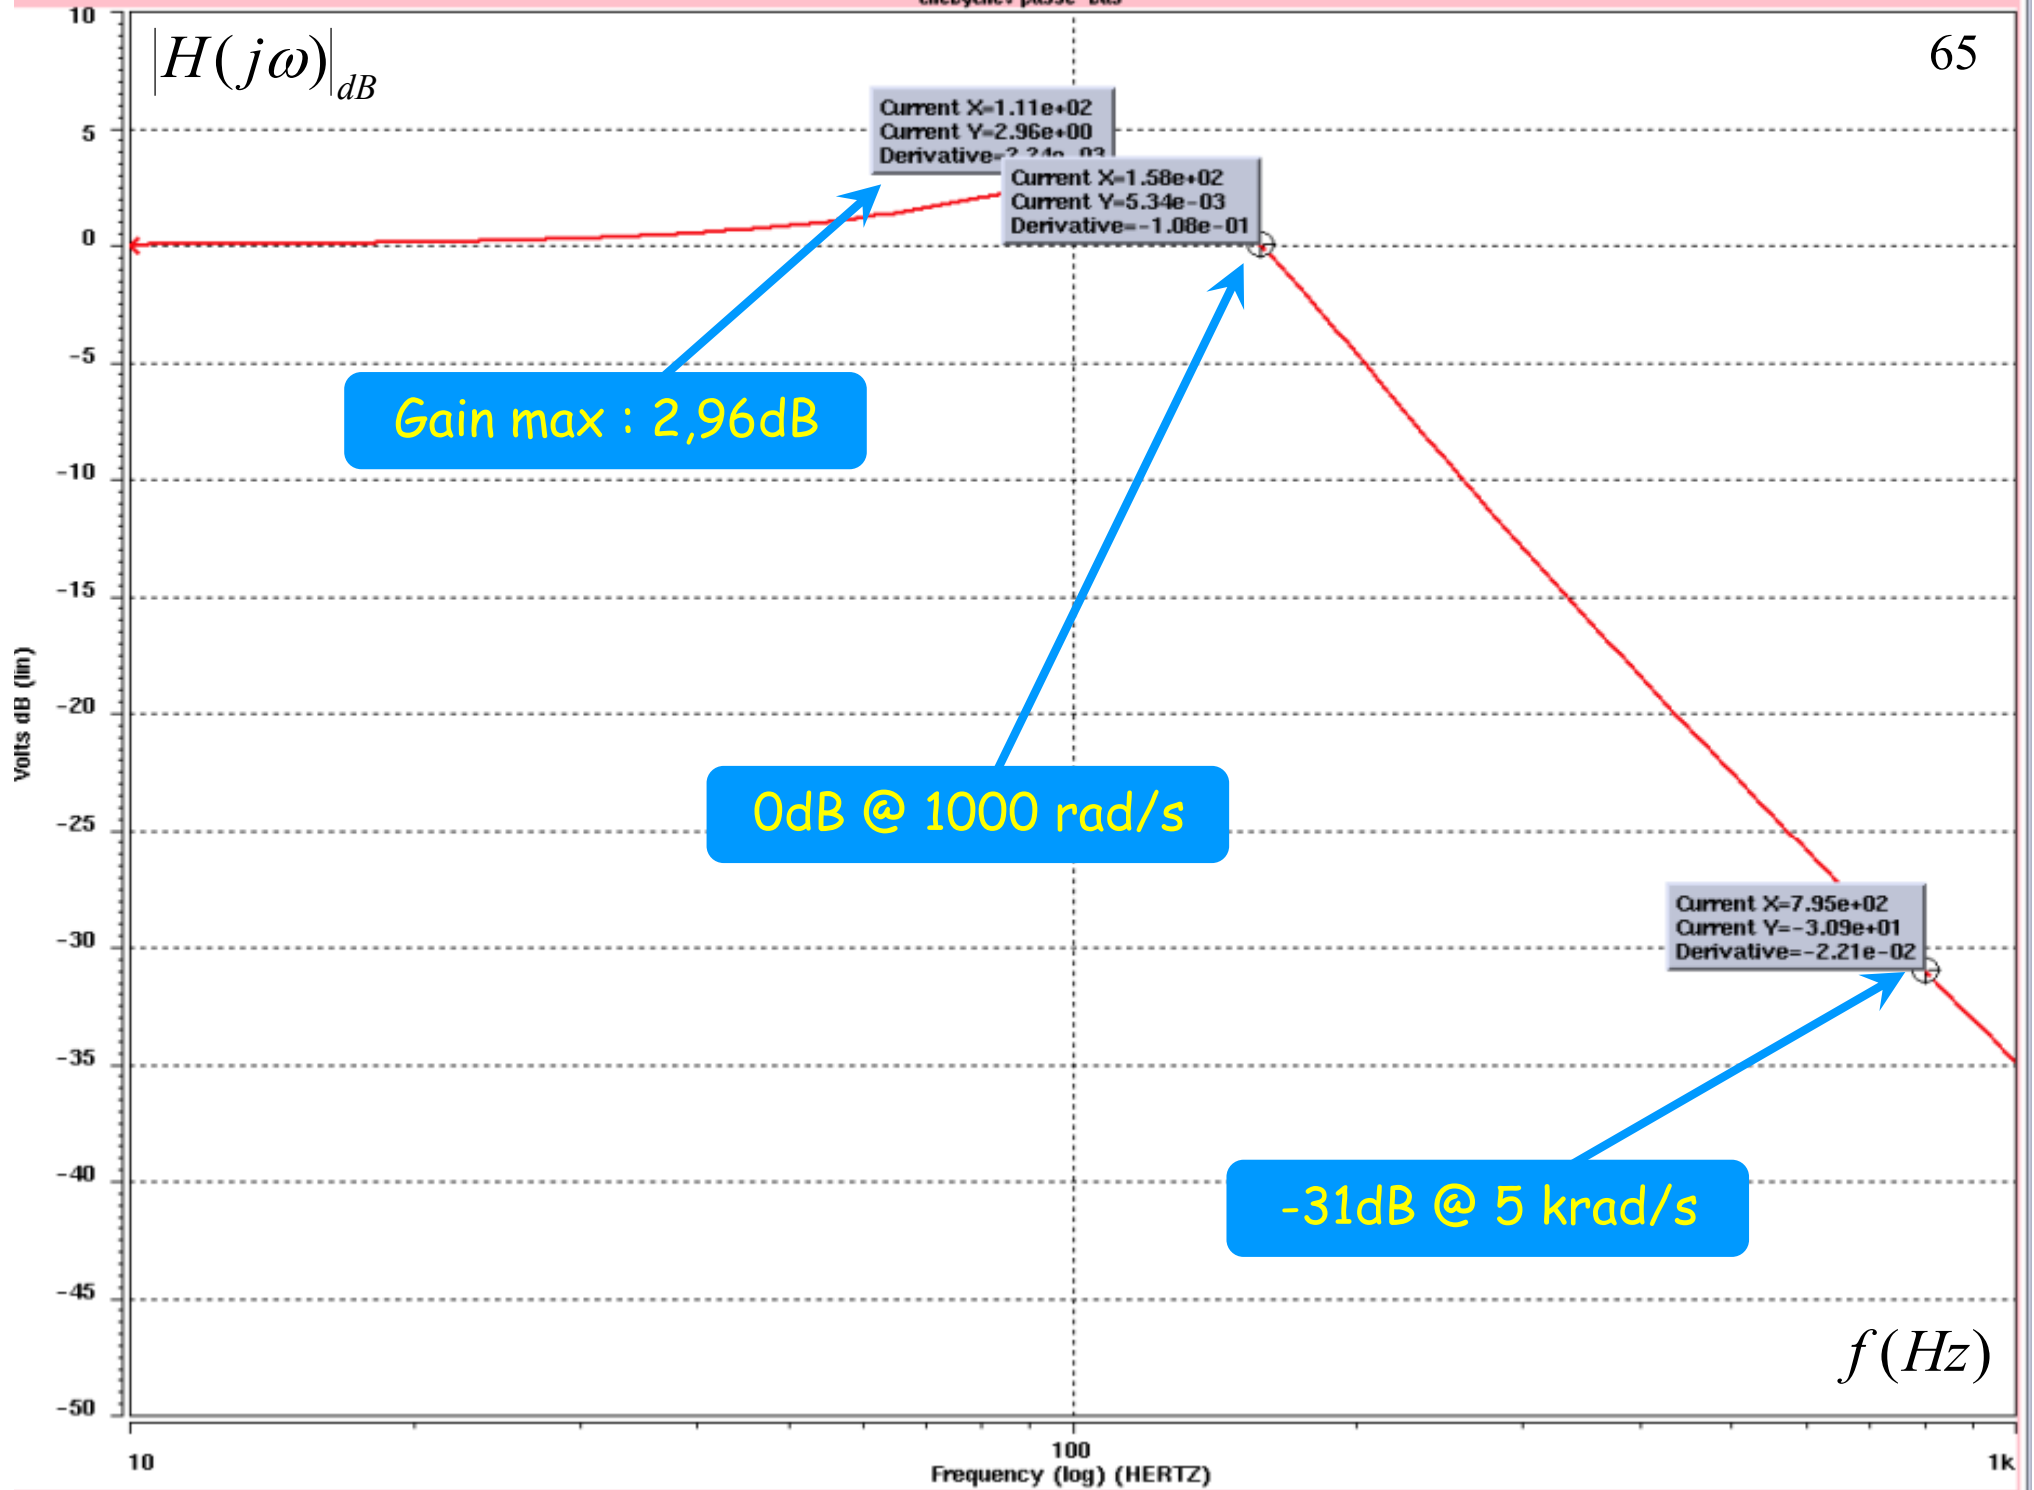 10
|H(jω)|dB
65
Current X=1.11e+02
Current Y=2.96e+00
5
Current X=1.58e+02
Current Y=5.34e-03
Derivative=-1.08e-01
0
-5
Gain max : 2,96dB
-10
-15
-20
Volts dB (lin)
0dB @ 1000 rad/s
-25
Current X=7.95e+02
Current Y=-3.09e+01
Derivative=-2.21e-02
-30
-35
-40
-31dB @ 5 krad/s
-45
f(Hz)
-50
10
100
1k
Frequency (log) (HERTZ)